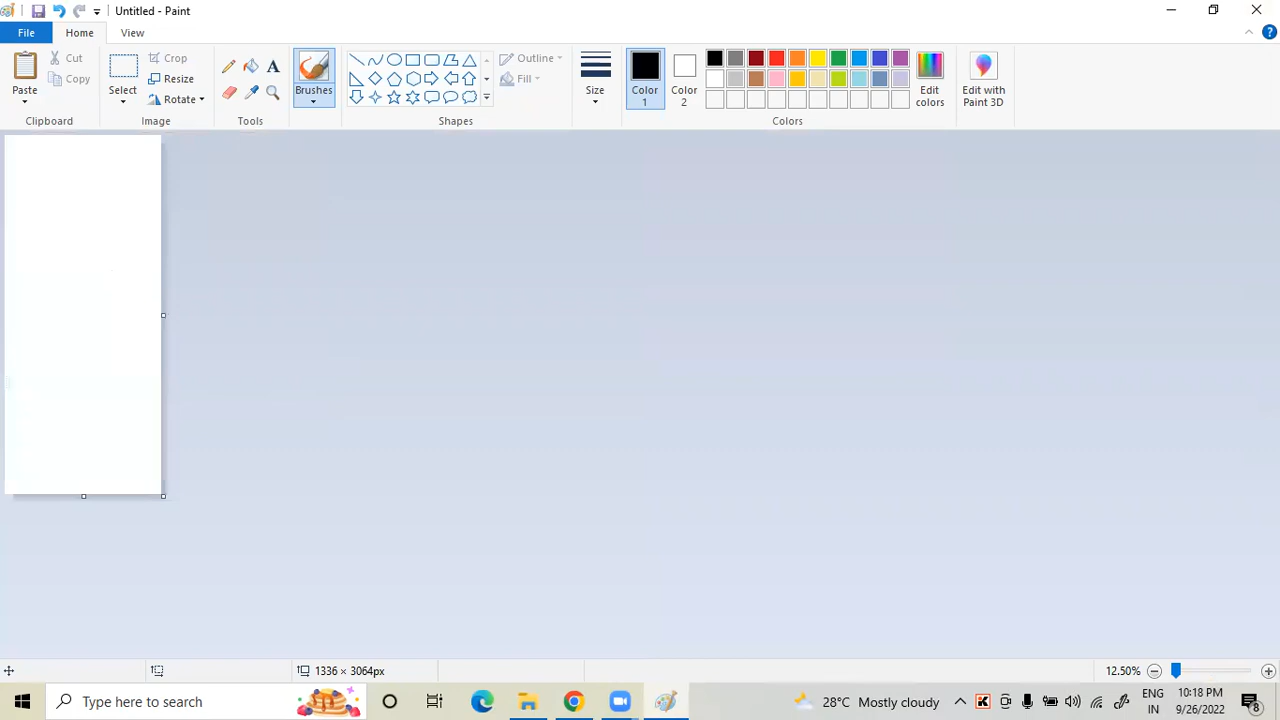 Untitled - Paint
File
Home
View
Paste
Cut
Copy
Clipboard
Select
Crop
Resize
Rotate
Image
A
Tools
Brushes
Shapes
Outline
Fill
Size
Color 1
Color 2
Colors
Edit colors
Edit with Paint 3D
1336 × 3064px
12.50%
Type here to search
28°C Mostly cloudy
ENG
IN
10:18 PM
9/26/2022
8